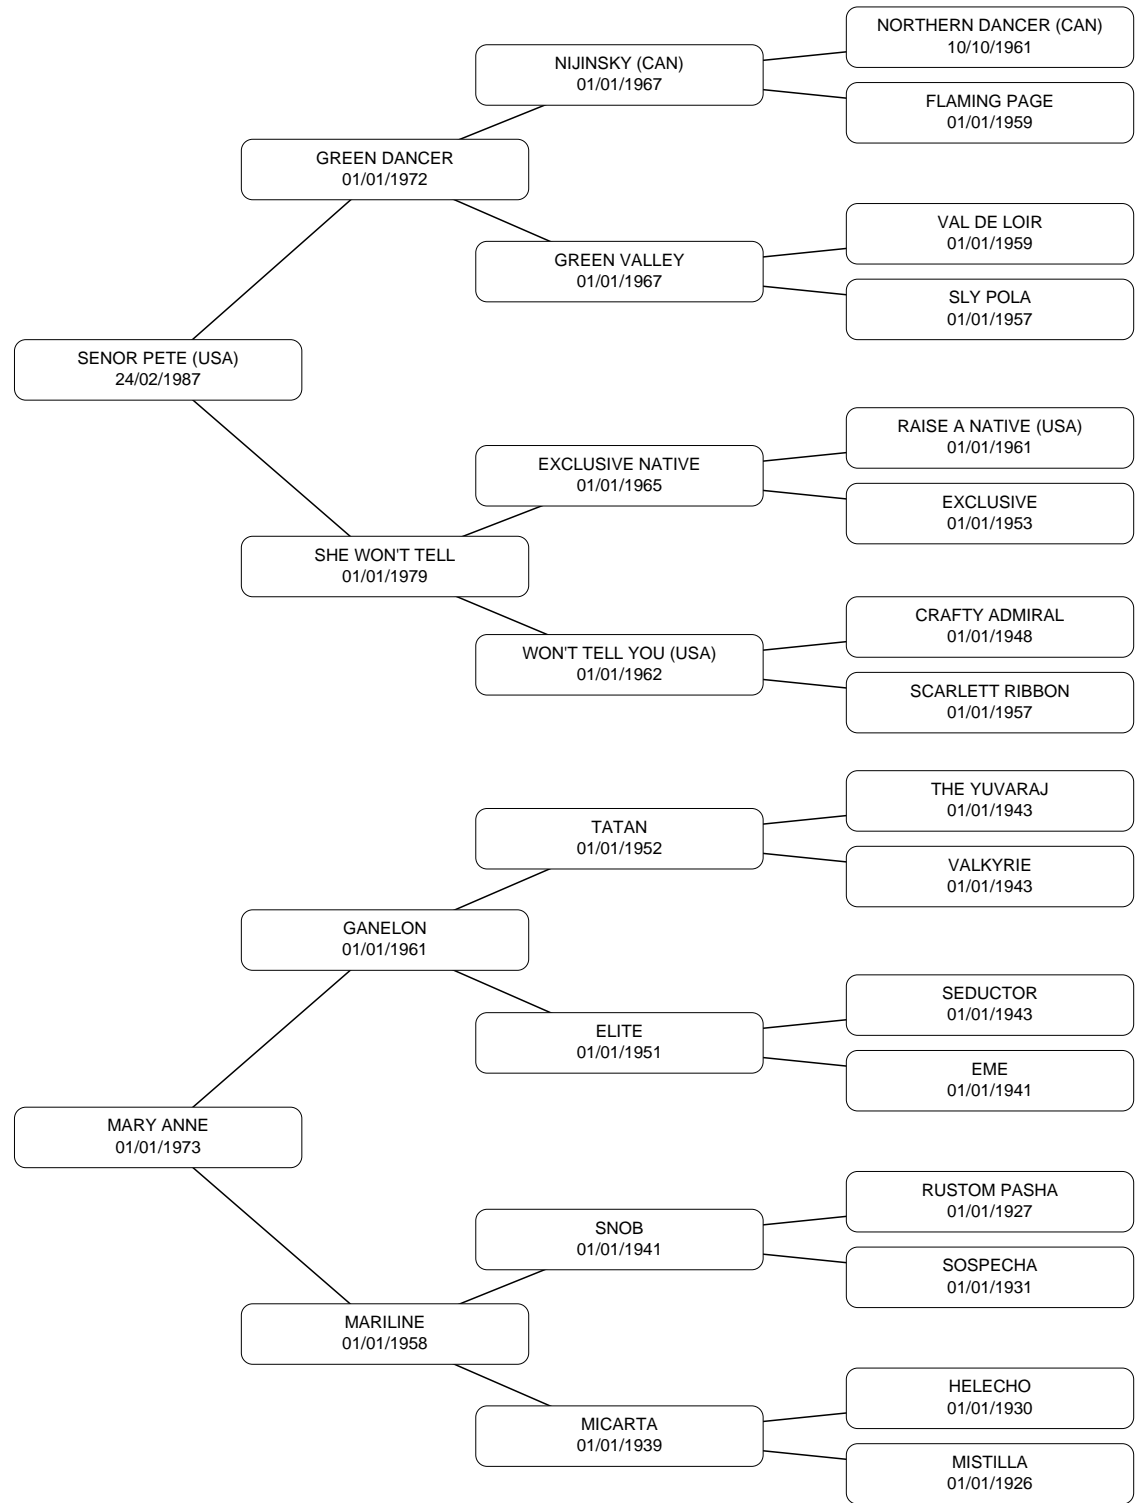 NORTHERN DANCER (CAN)
10/10/1961
NIJINSKY (CAN)
01/01/1967
FLAMING PAGE
01/01/1959
GREEN DANCER
01/01/1972
VAL DE LOIR
01/01/1959
GREEN VALLEY
01/01/1967
SLY POLA
01/01/1957
SENOR PETE (USA)
24/02/1987
RAISE A NATIVE (USA)
01/01/1961
EXCLUSIVE NATIVE
01/01/1965
EXCLUSIVE
01/01/1953
SHE WON'T TELL
01/01/1979
CRAFTY ADMIRAL
01/01/1948
WON'T TELL YOU (USA)
01/01/1962
SCARLETT RIBBON
01/01/1957
THE YUVARAJ
01/01/1943
TATAN
01/01/1952
VALKYRIE
01/01/1943
GANELON
01/01/1961
SEDUCTOR
01/01/1943
ELITE
01/01/1951
EME
01/01/1941
MARY ANNE
01/01/1973
RUSTOM PASHA
01/01/1927
SNOB
01/01/1941
SOSPECHA
01/01/1931
MARILINE
01/01/1958
HELECHO
01/01/1930
MICARTA
01/01/1939
MISTILLA
01/01/1926